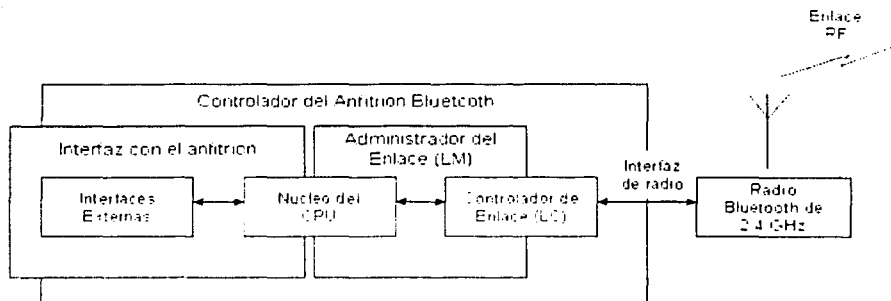 Enlace
RF
Controlador del Anfitrion Bluetooth
Interfaz con el anfitrion
Administrador del
Enlace (LM)
Interfaz
de radio
Interfaces
Externas
Nucleo del
CPU
Controlador de
Enlace (LC)
Radio
Bluetooth de
2.4 GHz